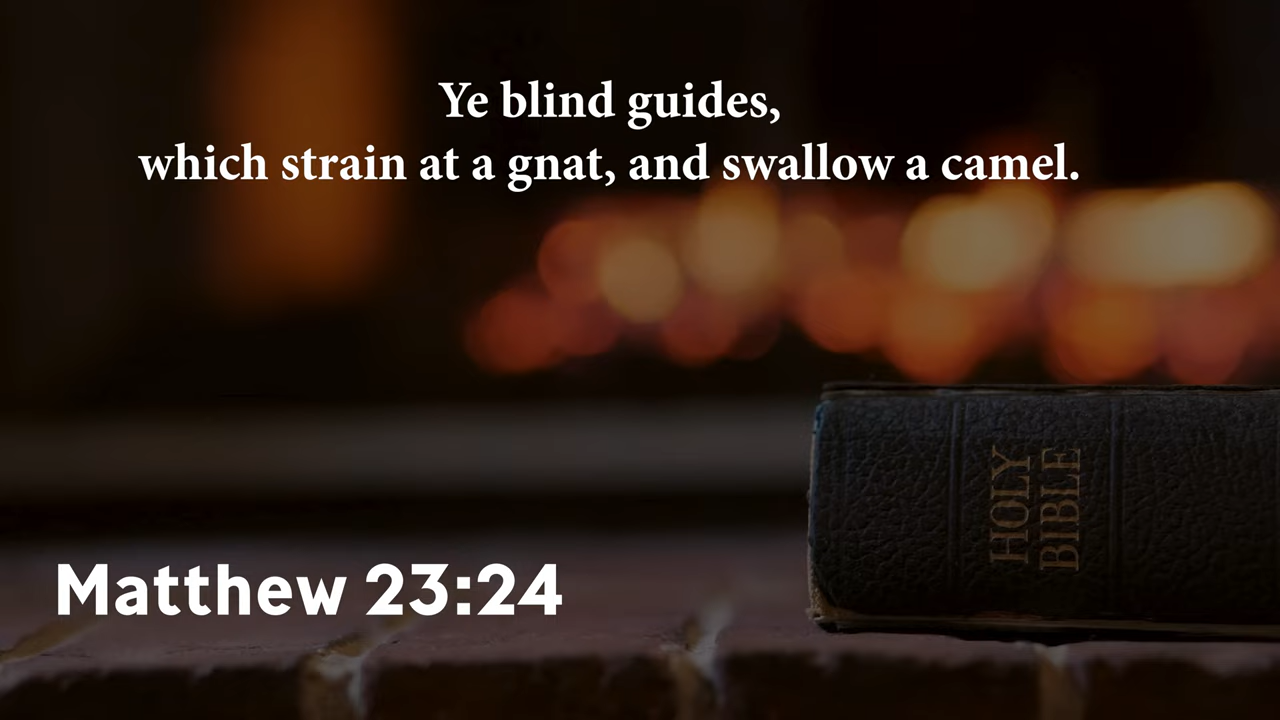 Ye blind guides,
which strain at a gnat, and swallow a camel.
HOLY
BIBLE
Matthew 23:24